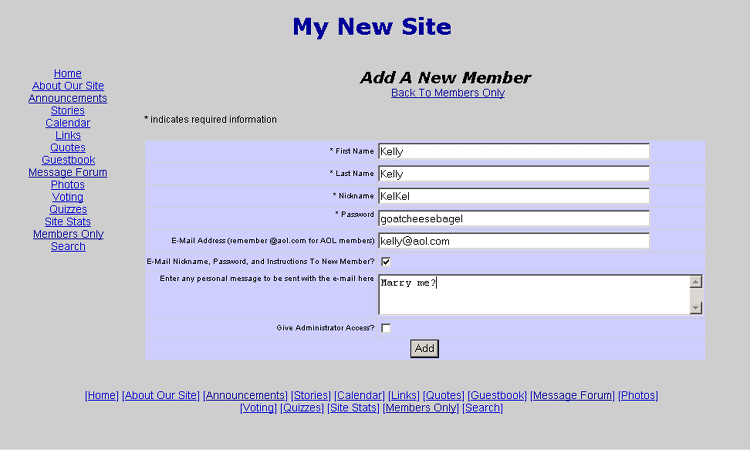 My New Site
Home
About Our Site
Announcements
Stories
Calendar
Links
Quotes
Guestbook
Message Forum
Photos
Voting
Quizzes
Site Stats
Members Only
Search
Add A New Member
Back To Members Only
* indicates required information
* First Name Kelly
* Last Name Kelly
* Nickname KelKel
* Password goatcheesebagel
E-Mail Address (remember @aol.com for AOL members) kelly@aol.com
E-Mail Nickname, Password, and Instructions To New Member?
Enter any personal message to be sent with the e-mail here Marry me?
Give Administrator Access?
Add
[Home] [About Our Site] [Announcements] [Stories] [Calendar] [Links] [Quotes] [Guestbook] [Message Forum] [Photos]
[Voting] [Quizzes] [Site Stats] [Members Only] [Search]